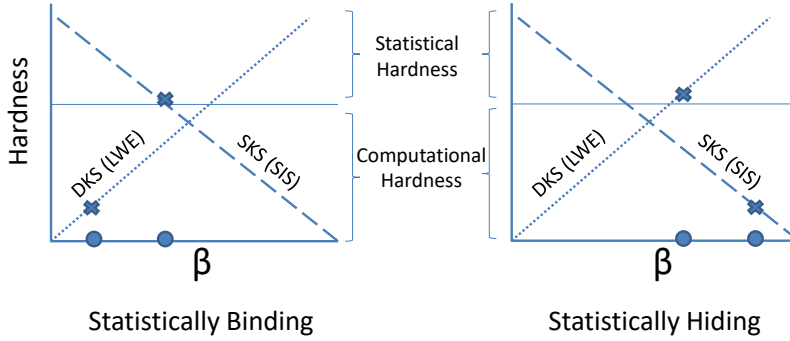 Hardness
DKS (LWE)
SKS (SIS)
β
Statistically Binding
Statistical
Hardness
Computational
Hardness
DKS (LWE)
SKS (SIS)
β
Statistically Hiding